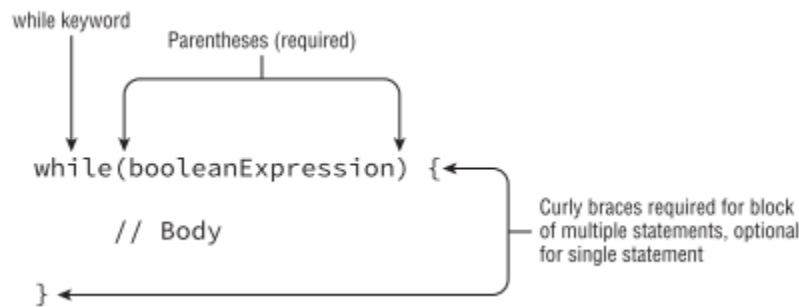 while keyword
Parentheses (required)
while(booleanExpression) {
// Body
}
Curly braces required for block
of multiple statements, optional
for single statement